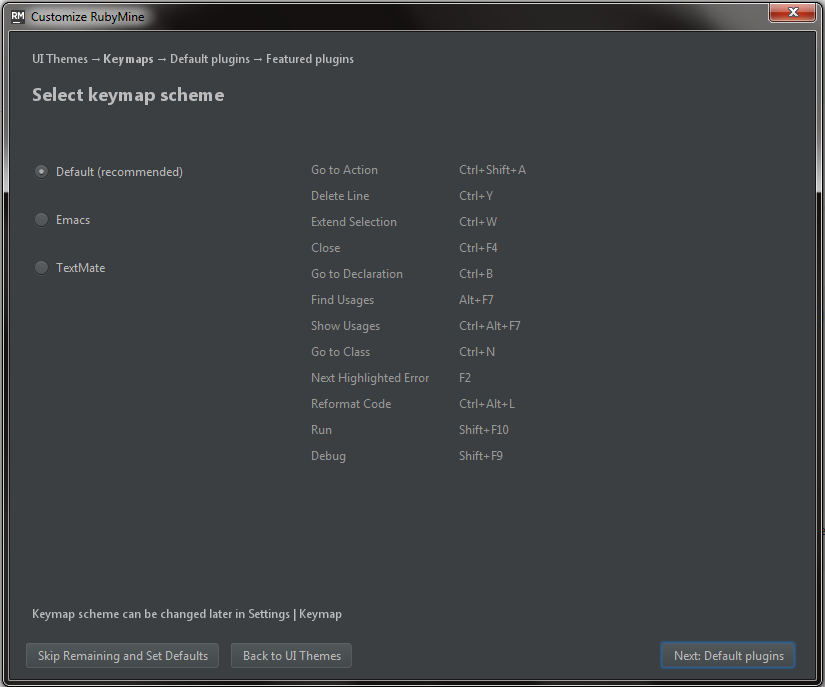 RM Customize RubyMine
UI Themes → Keymaps → Default plugins → Featured plugins
Select keymap scheme
Default (recommended)
Emacs
TextMate
Go to Action Ctrl+Shift+A
Delete Line Ctrl+Y
Extend Selection Ctrl+W
Close Ctrl+F4
Go to Declaration Ctrl+B
Find Usages Alt+F7
Show Usages Ctrl+Alt+F7
Go to Class Ctrl+N
Next Highlighted Error F2
Reformat Code Ctrl+Alt+L
Run Shift+F10
Debug Shift+F9
Keymap scheme can be changed later in Settings | Keymap
Skip Remaining and Set Defaults Back to UI Themes Next: Default plugins